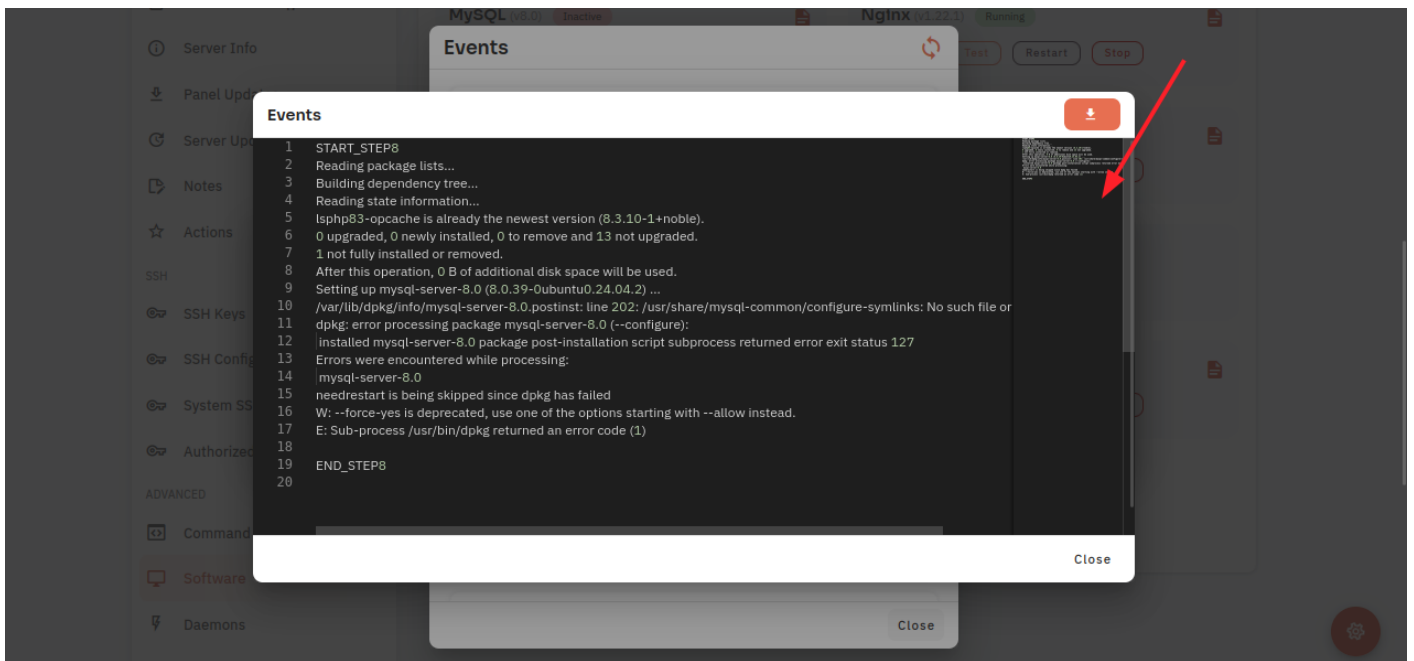 MySQL (v8.0) Inactive
Nginx (v1.22.1) Running
Server Info
Events
Test Restart Stop
Panel Upd
Events
Server Upd
1 START_STEP8
2 Reading package lists...
3 Building dependency tree...
Notes
4 Reading state information...
5 lsphp83-opcache is already the newest version (8.3.10-1+noble).
Actions
6 0 upgraded, 0 newly installed, 0 to remove and 13 not upgraded.
7 1 not fully installed or removed.
SSH
8 After this operation, 0 B of additional disk space will be used.
9 Setting up mysql-server-8.0 (8.0.39-0ubuntu0.24.04.2) ...
SSH Keys
10 /var/lib/dpkg/info/mysql-server-8.0.postinst: line 202: /usr/share/mysql-common/configure-symlinks: No such file or
11 dpkg: error processing package mysql-server-8.0 (--configure):
12 installed mysql-server-8.0 package post-installation script subprocess returned error exit status 127
SSH Config
13 Errors were encountered while processing:
14 mysql-server-8.0
15 needrestart is being skipped since dpkg has failed
System SS
16 W: --force-yes is deprecated, use one of the options starting with --allow instead.
17 E: Sub-process /usr/bin/dpkg returned an error code (1)
18
Authorized
19 END_STEP8
20
ADVANCED
Command
Close
Software
Daemons
Close